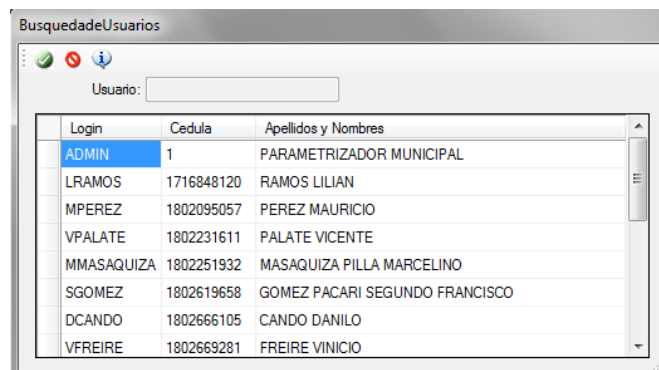 BusquedadeUsuarios
Usuario:
Login Cedula Apellidos y Nombres
ADMIN 1 PARAMETRIZADOR MUNICIPAL
LRAMOS 1716848120 RAMOS LILIAN
MPEREZ 1802095057 PEREZ MAURICIO
VPALATE 1802231611 PALATE VICENTE
MMASAQUIZA 1802251932 MASAQUIZA PILLA MARCELINO
SGOMEZ 1802619658 GOMEZ PACARI SEGUNDO FRANCISCO
DCANDO 1802666105 CANDO DANILO
VFREIRE 1802669281 FREIRE VINICIO